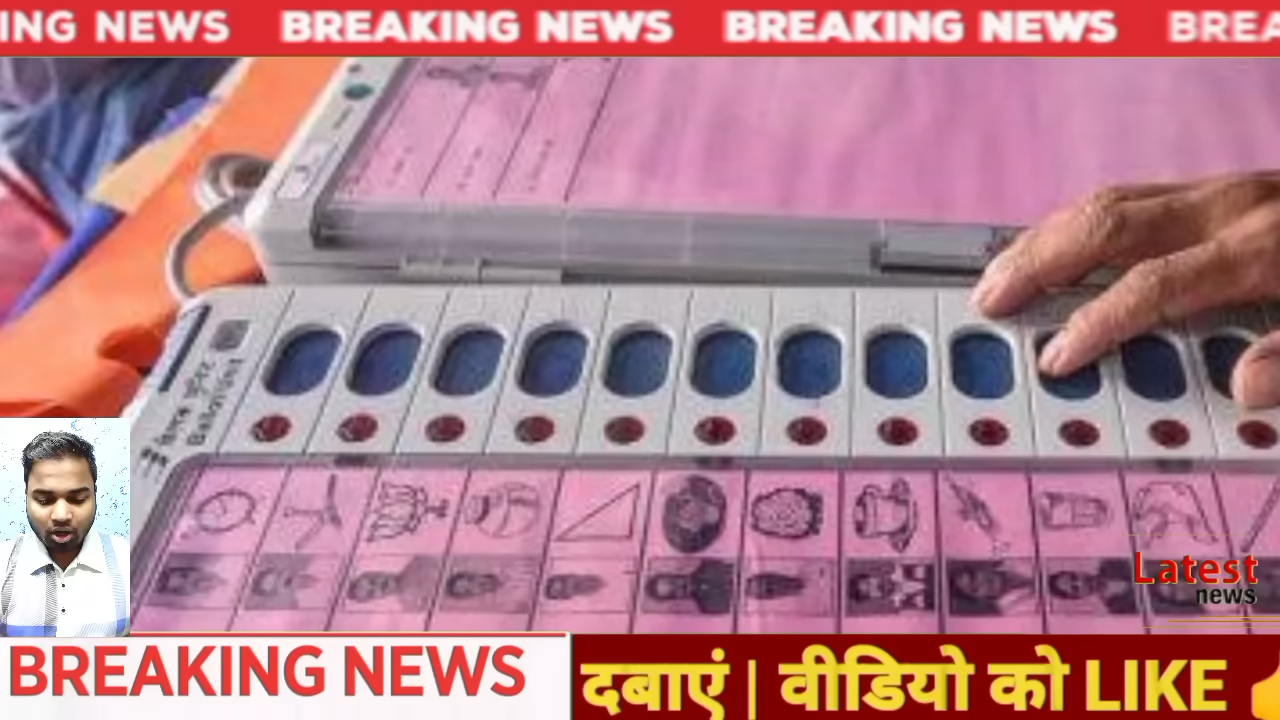 ING NEWS BREAKING NEWS BREAKING NEWS BREA
Latest
news
BREAKING NEWS
दबाएं | वीडियो को LIKE